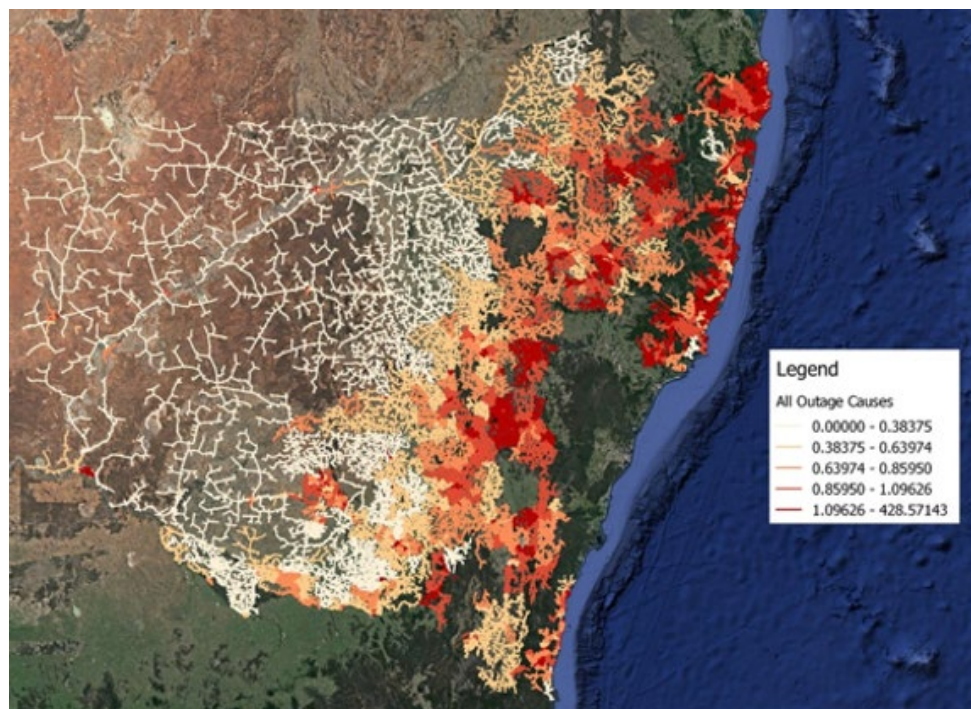 Legend
All Outage Causes
0.00000 - 0.38375
0.38375 - 0.63974
0.63974 - 0.85950
0.85950 - 1.09626
1.09626 - 428.57143